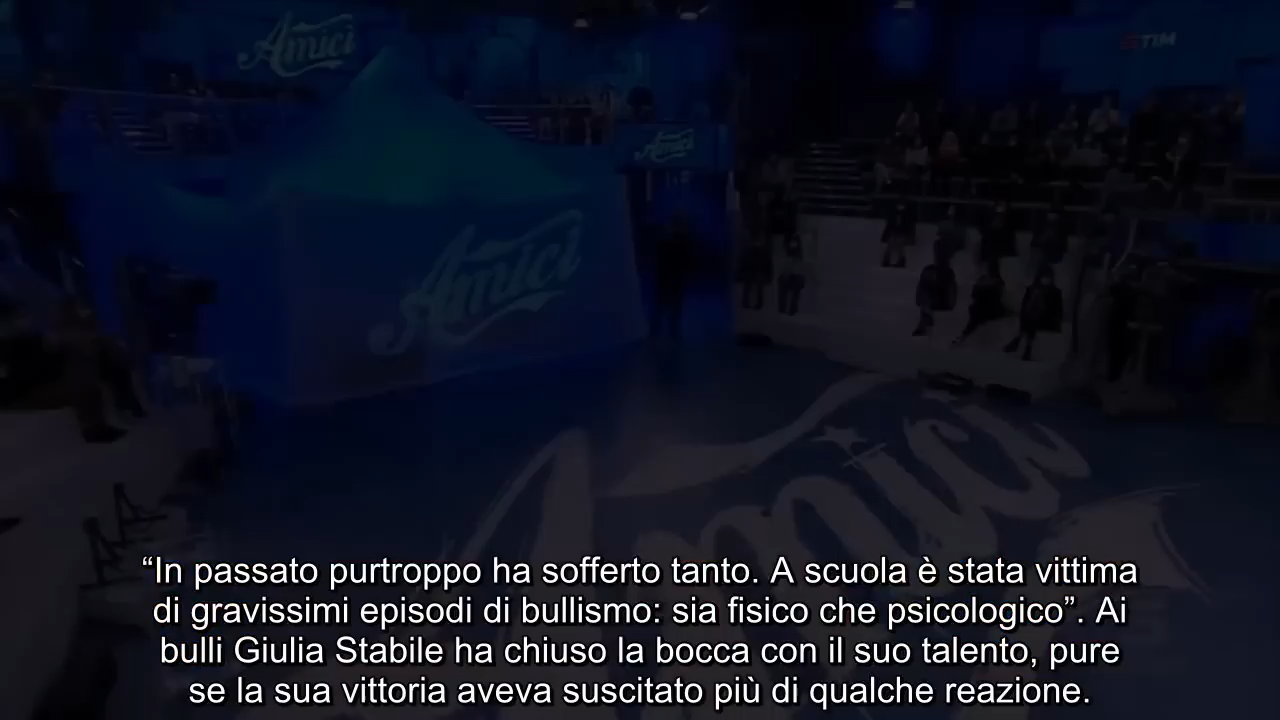 Amici
TIM
Amici
Amici
Amici
“In passato purtroppo ha sofferto tanto. A scuola è stata vittima
di gravissimi episodi di bullismo: sia fisico che psicologico”. Ai
bulli Giulia Stabile ha chiuso la bocca con il suo talento, pure
se la sua vittoria aveva suscitato più di qualche reazione.